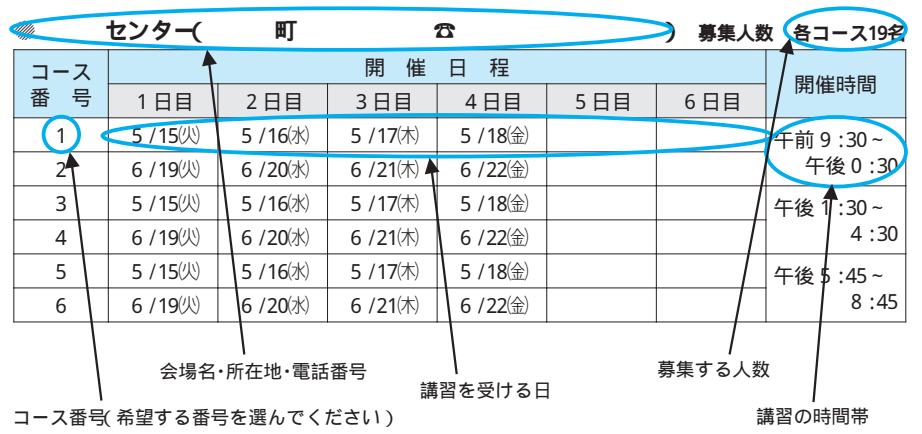 センター(　町　☎　) 募集人数 各コース19名
コース番号 開催日程 開催時間
1日目 2日目 3日目 4日目 5日目 6日目
1 5/15㈫ 5/16㈬ 5/17㈭ 5/18㈮ 午前9:30~
2 6/19㈫ 6/20㈬ 6/21㈭ 6/22㈮ 午後0:30
3 5/15㈫ 5/16㈬ 5/17㈭ 5/18㈮ 午後1:30~
4 6/19㈫ 6/20㈬ 6/21㈭ 6/22㈮ 4:30
5 5/15㈫ 5/16㈬ 5/17㈭ 5/18㈮ 午後5:45~
6 6/19㈫ 6/20㈬ 6/21㈭ 6/22㈮ 8:45
会場名・所在地・電話番号
講習を受ける日
募集する人数
コース番号(希望する番号を選んでください)
講習の時間帯